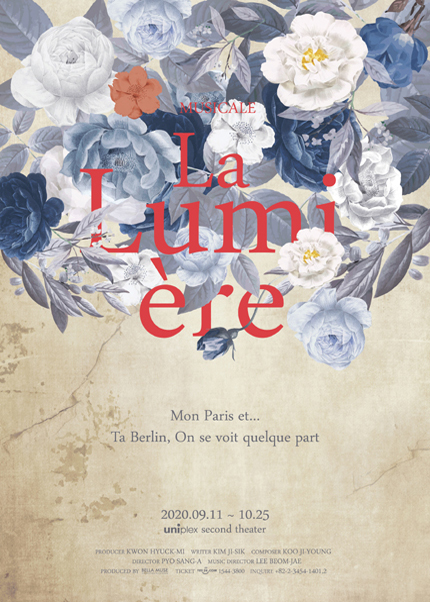 MUSICALE
La
Lumi
ère
Mon Paris et...
Ta Berlin, On se voit quelque part
2020.09.11 ~ 10.25
uniplex second theater
PRODUCER KWON HYUCK-MI WRITER KIM JI-SIK COMPOSER KOO JI-YOUNG
DIRECTOR PYO SANG-A MUSIC DIRECTOR LEE BEOM-JAE
PRODUCED BY TICKET 1544-3800 INQUIRY +82-2-3454-1401,2